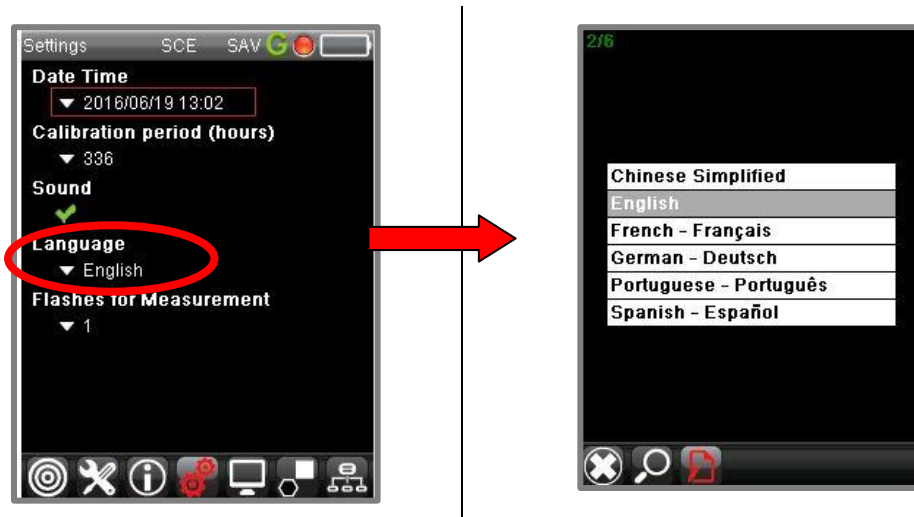 Settings SCE SAV G
Date Time
2016/06/19 13:02
Calibration period (hours)
336
Sound
Language
English
Flashes for Measurement
1
2/6
Chinese Simplified
English
French - Français
German - Deutsch
Portuguese - Português
Spanish - Español